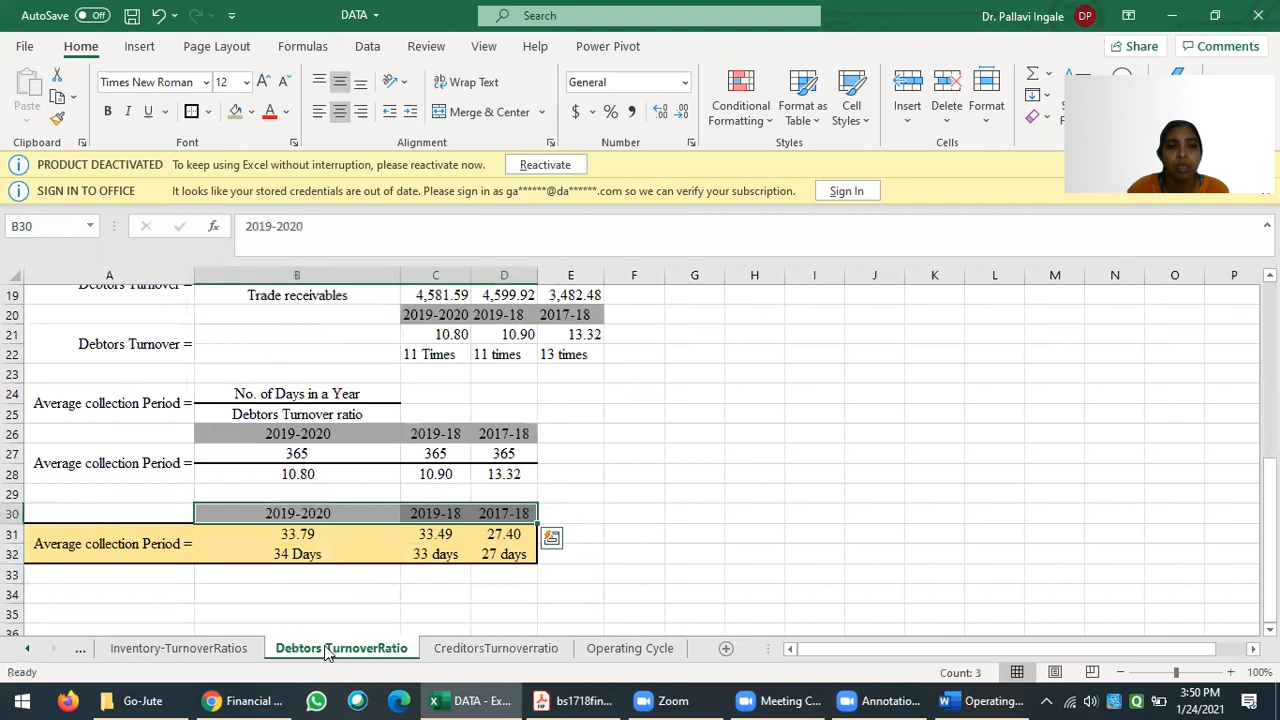 AutoSave Off DATA Search Dr. Pallavi Ingale DP
File Home Insert Page Layout Formulas Data Review View Help Power Pivot Share Comments
Paste Times New Roman 12 Wrap Text General Conditional Formatting Format as Table Cell Styles Insert Delete Format
B I U A Merge & Center $ % ,
Clipboard Font Alignment Number Styles Cells
PRODUCT DEACTIVATED To keep using Excel without interruption, please reactivate now. Reactivate
SIGN IN TO OFFICE It looks like your stored credentials are out of date. Please sign in as ga******@da******.com so we can verify your subscription. Sign In
B30 fx 2019-2020
A B C D E F G H I J K L M N O P
Debtors Turnover =
19 Trade receivables 4,581.59 4,599.92 3,482.48
20 2019-2020 2019-18 2017-18
21 10.80 10.90 13.32
Debtors Turnover =
22 11 Times 11 times 13 times
23
24 No. of Days in a Year
Average collection Period =
25 Debtors Turnover ratio
26 2019-2020 2019-18 2017-18
27 365 365 365
Average collection Period =
28 10.80 10.90 13.32
29
30 2019-2020 2019-18 2017-18
31 33.79 33.49 27.40
Average collection Period =
32 34 Days 33 days 27 days
33
34
35
36
... Inventory-TurnoverRatios Debtors TurnoverRatio CreditorsTurnoverratio Operating Cycle
Ready Count: 3 100%
Go-Jute Financial ... DATA - Exc... bs1718fin... Zoom Meeting C... Annotatio... Operating... 3:50 PM
1/24/2021